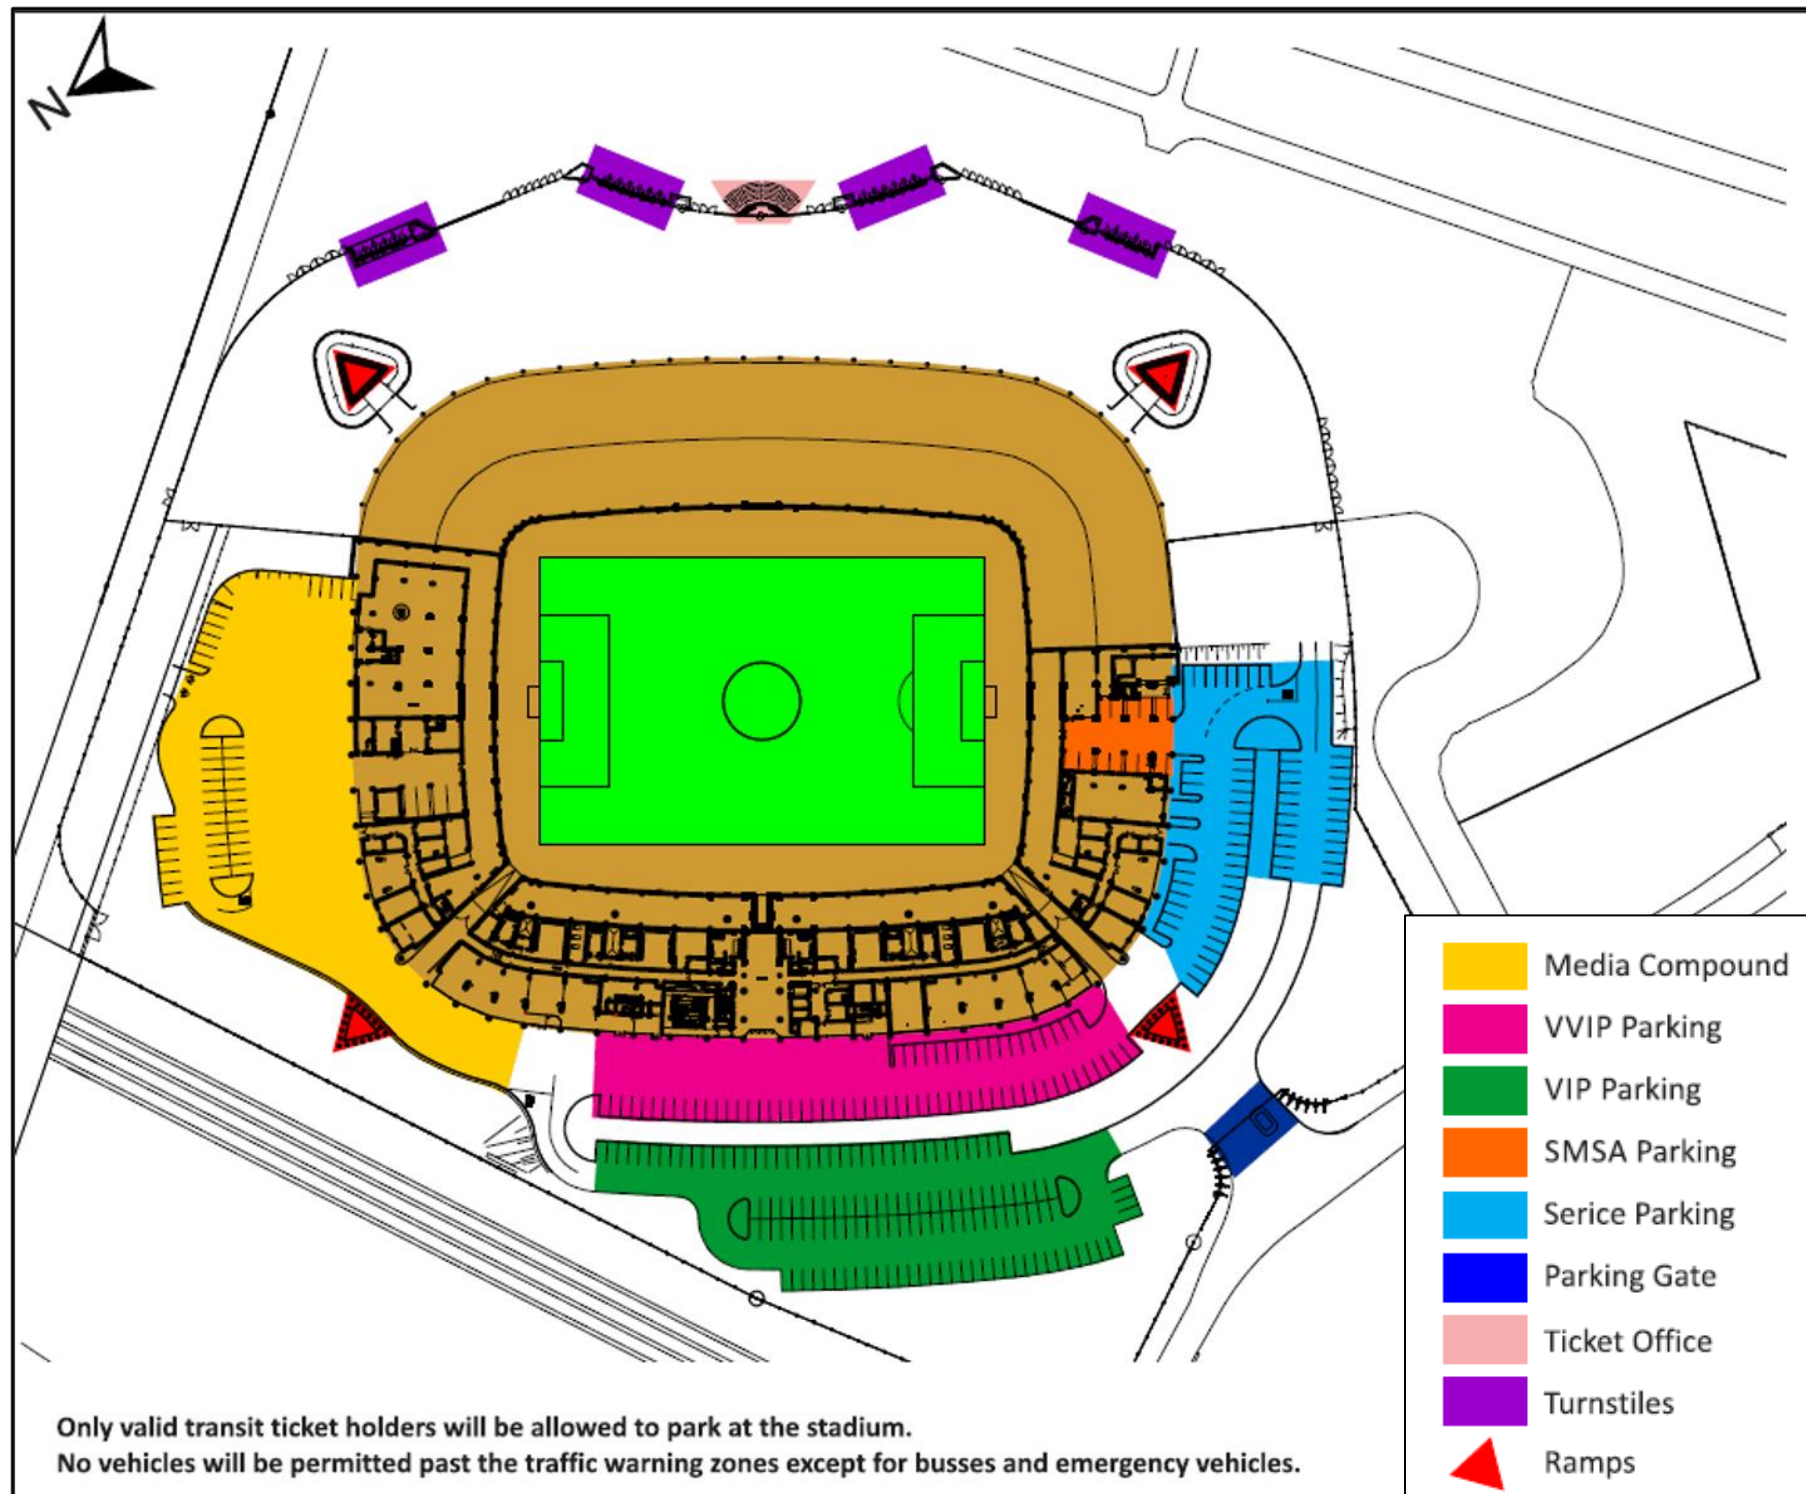 N
Media Compound
VVIP Parking
VIP Parking
SMSA Parking
Serice Parking
Parking Gate
Ticket Office
Turnstiles
Ramps
Only valid transit ticket holders will be allowed to park at the stadium.
No vehicles will be permitted past the traffic warning zones except for busses and emergency vehicles.